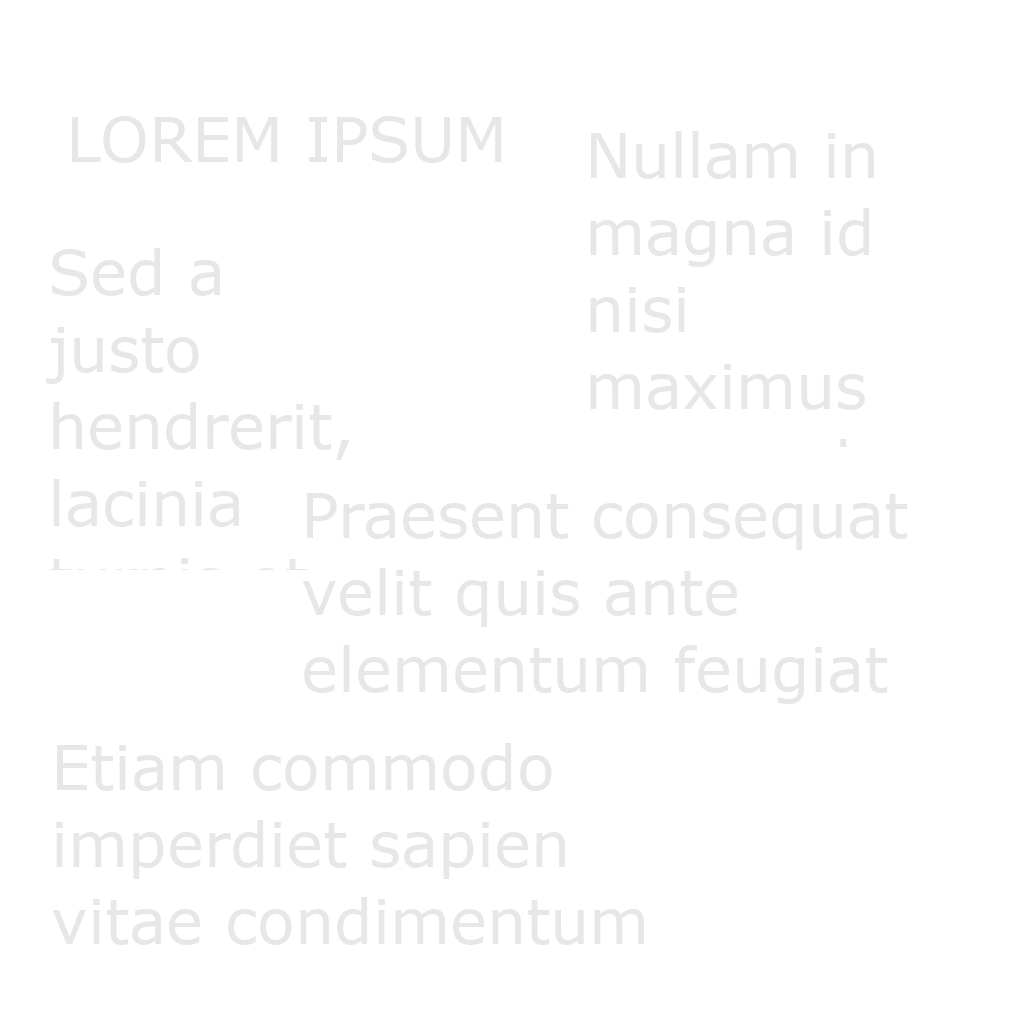 LOREM IPSUM
Sed a
justo
hendrerit,
lacinia
Nullam in
magna id
nisi
maximus
.
Praesent consequat
velit quis ante
elementum feugiat
Etiam commodo
imperdiet sapien
vitae condimentum